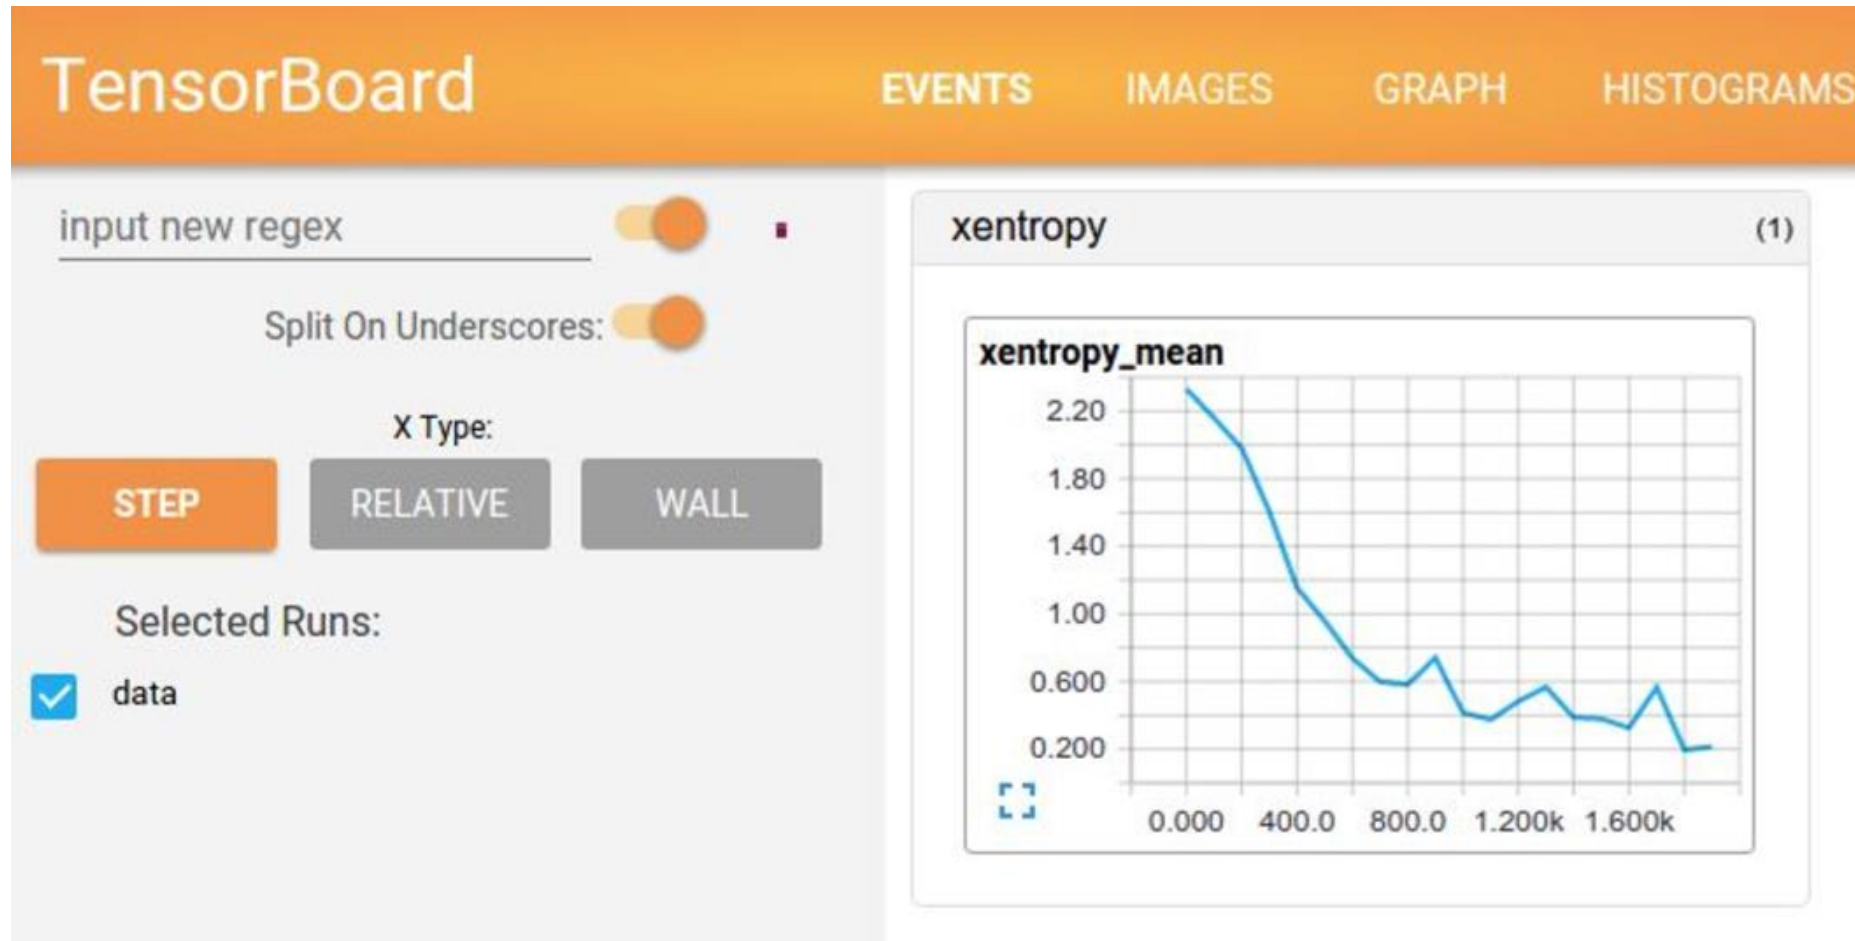 TensorBoard
EVENTS IMAGES GRAPH HISTOGRAMS
input new regex
Split On Underscores:
X Type:
STEP RELATIVE WALL
Selected Runs:
data
xentropy (1)
xentropy_mean
2.20
1.80
1.40
1.00
0.600
0.200
0.000 400.0 800.0 1.200k 1.600k